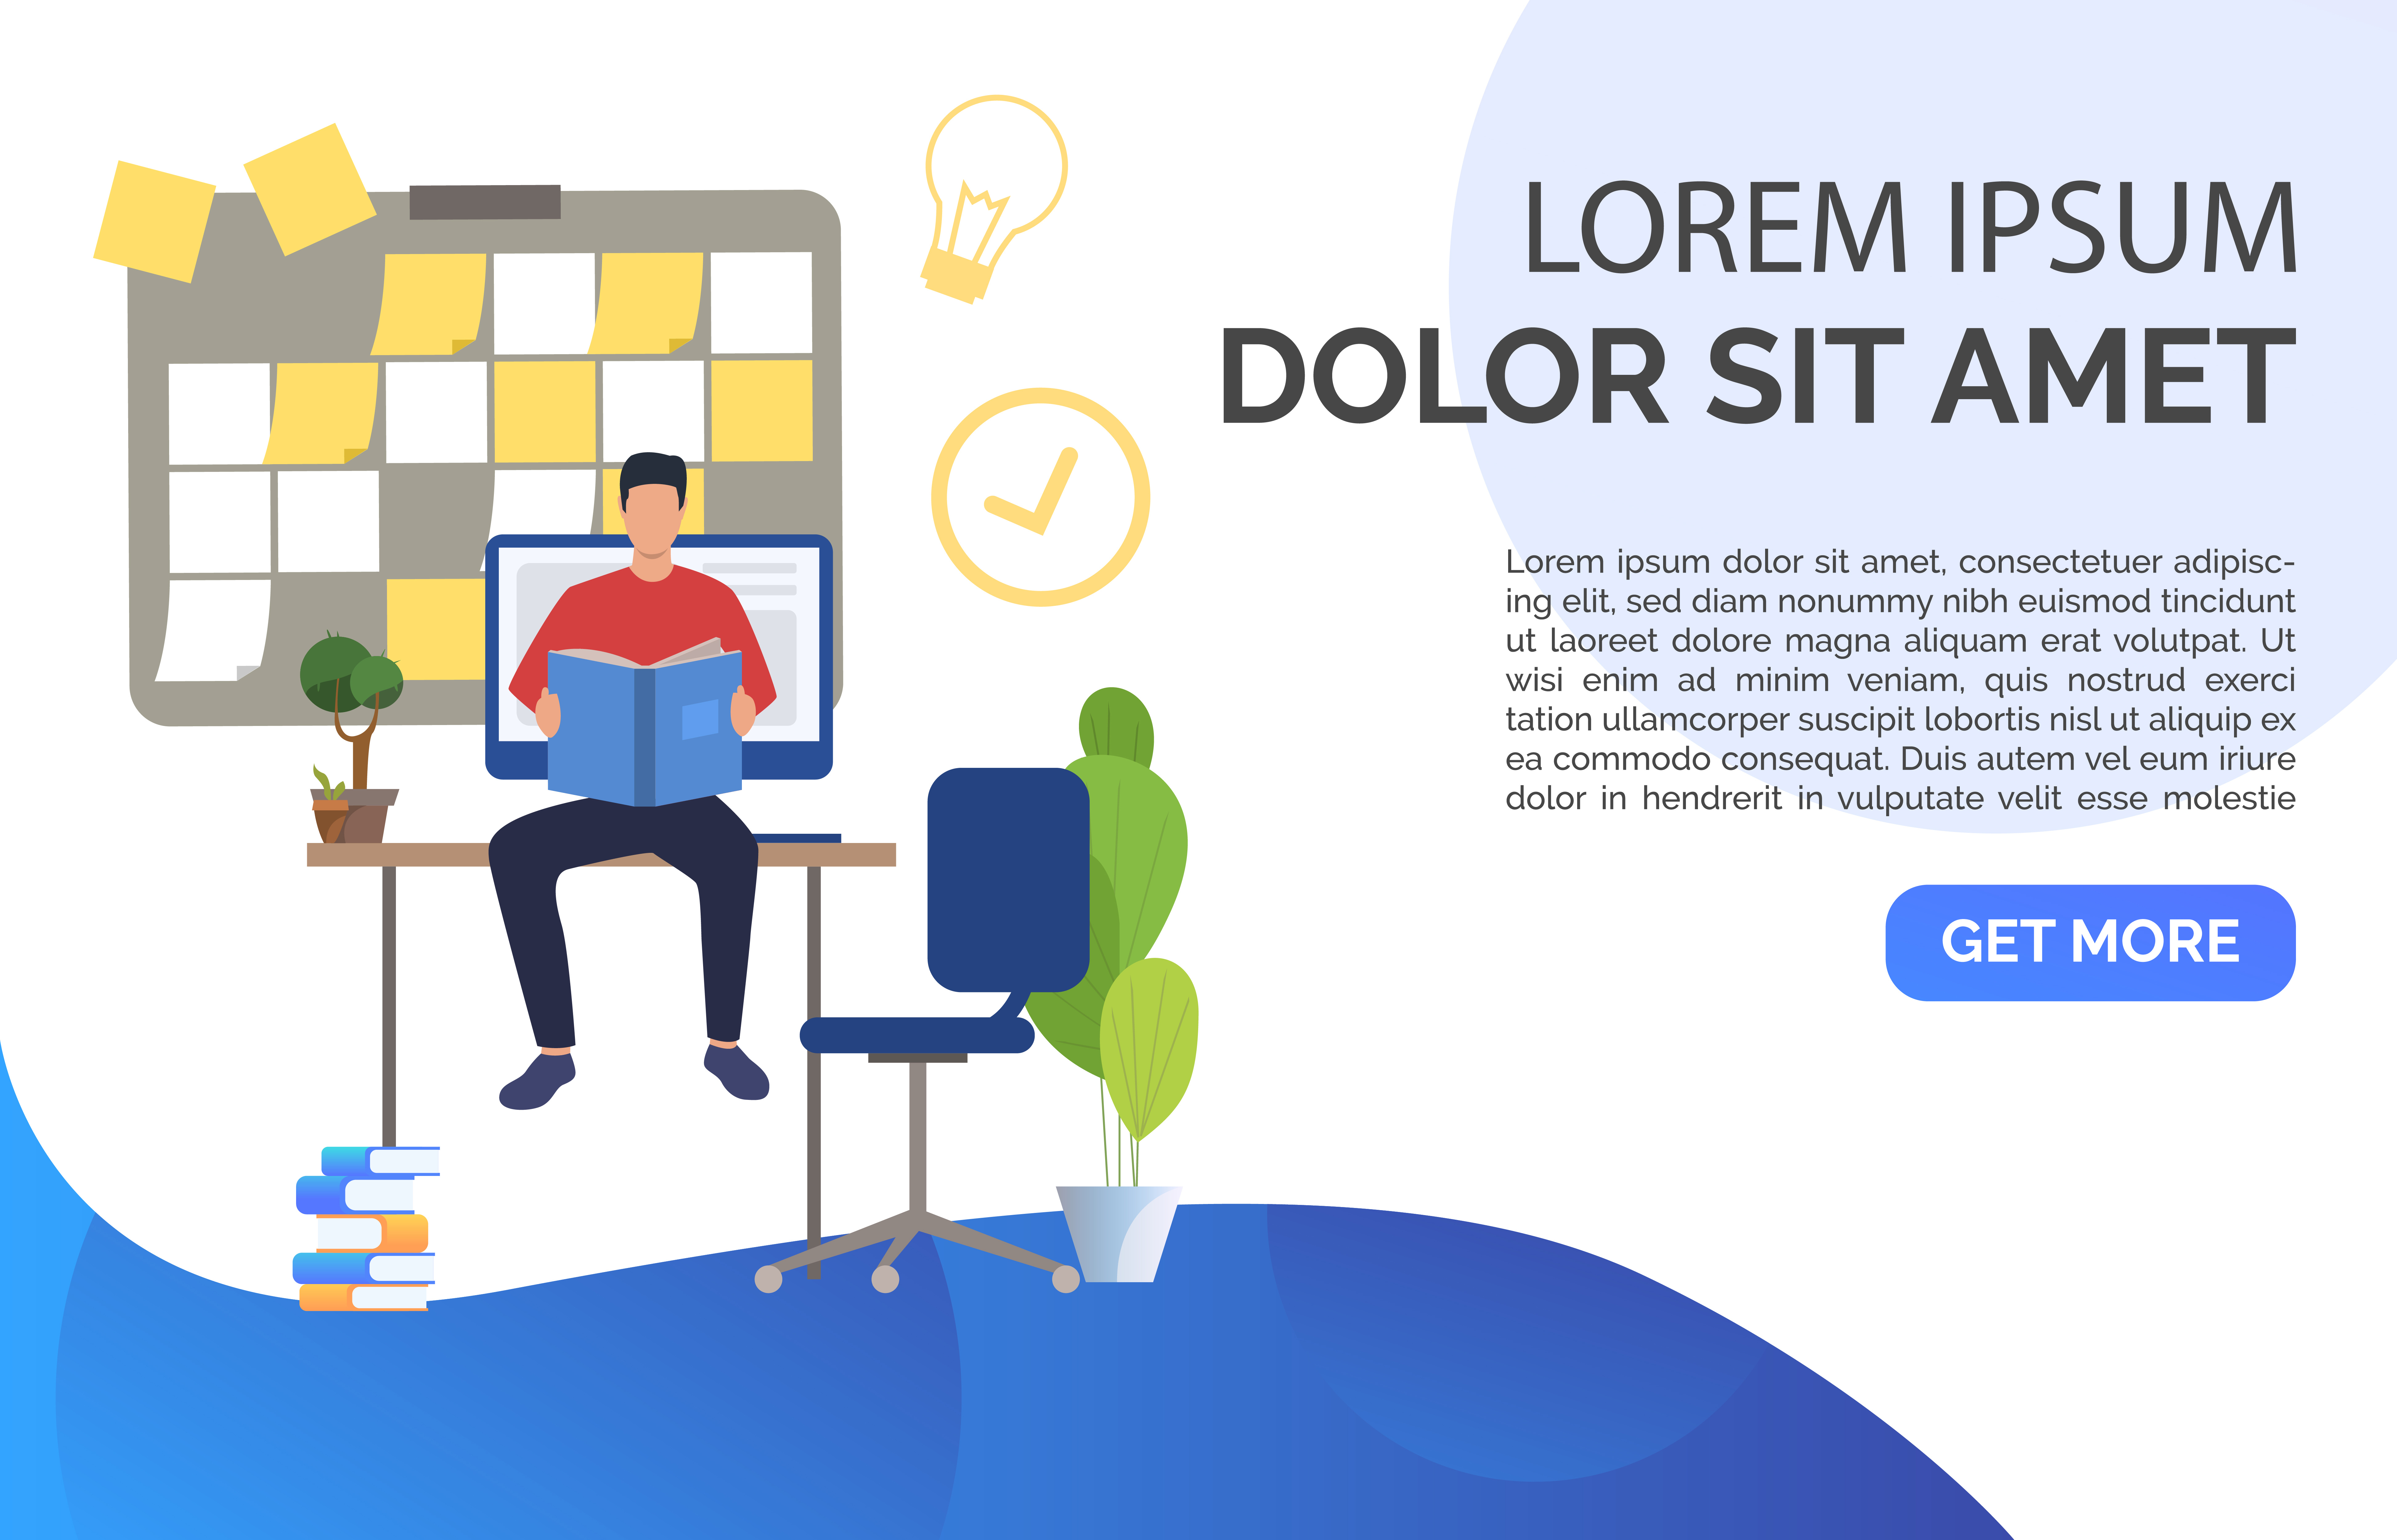 LOREM IPSUM
DOLOR SIT AMET
Lorem ipsum dolor sit amet, consectetuer adipisc-
ing elit, sed diam nonummy nibh euismod tincidunt
ut laoreet dolore magna aliquam erat volutpat. Ut
wisi enim ad minim veniam, quis nostrud exerci
tation ullamcorper suscipit lobortis nisl ut aliquip ex
ea commodo consequat. Duis autem vel eum iriure
dolor in hendrerit in vulputate velit esse molestie
GET MORE